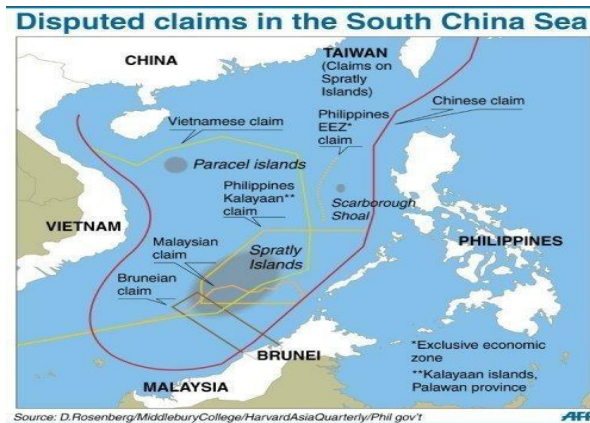 Disputed claims in the South China Sea
CHINA
TAIWAN
(Claims on
Spratly
Islands)
Chinese claim
Philippines
EEZ*
claim
Vietnamese claim
Paracel islands
Philippines
Kalayaan**
claim
Scarborough
Shoal
VIETNAM
PHILIPPINES
Malaysian
claim
Spratly
Islands
Bruneian
claim
BRUNEI
MALAYSIA
*Exclusive economic
zone
**Kalayaan islands,
Palawan province
Source: D.Rosenberg/MiddleburyCollege/HarvardAsiaQuarterly/Phil gov't
AFP